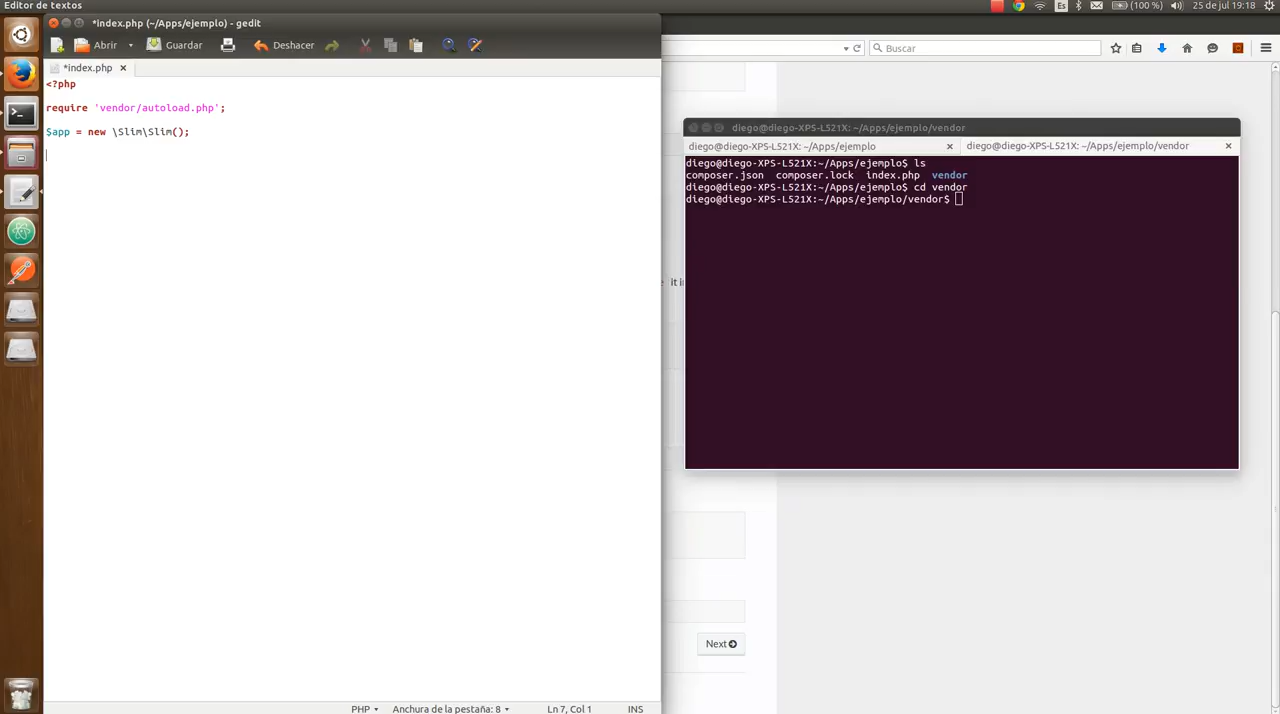 Editor de textos
Es
(100 %)
25 de jul 19:18
*index.php (~/Apps/ejemplo) - gedit
Abrir
Guardar
Deshacer
*index.php
<?php
require 'vendor/autoload.php';
$app = new \Slim\Slim();
PHP
Anchura de la pestaña: 8
Ln 7, Col 1
INS
Buscar
it i
diego@diego-XPS-L521X: ~/Apps/ejemplo/vendor
diego@diego-XPS-L521X: ~/Apps/ejemplo
diego@diego-XPS-L521X: ~/Apps/ejemplo/vendor
diego@diego-XPS-L521X:~/Apps/ejemplo$ ls
composer.json composer.lock index.php vendor
diego@diego-XPS-L521X:~/Apps/ejemplo$ cd vendor
diego@diego-XPS-L521X:~/Apps/ejemplo/vendor$
Next